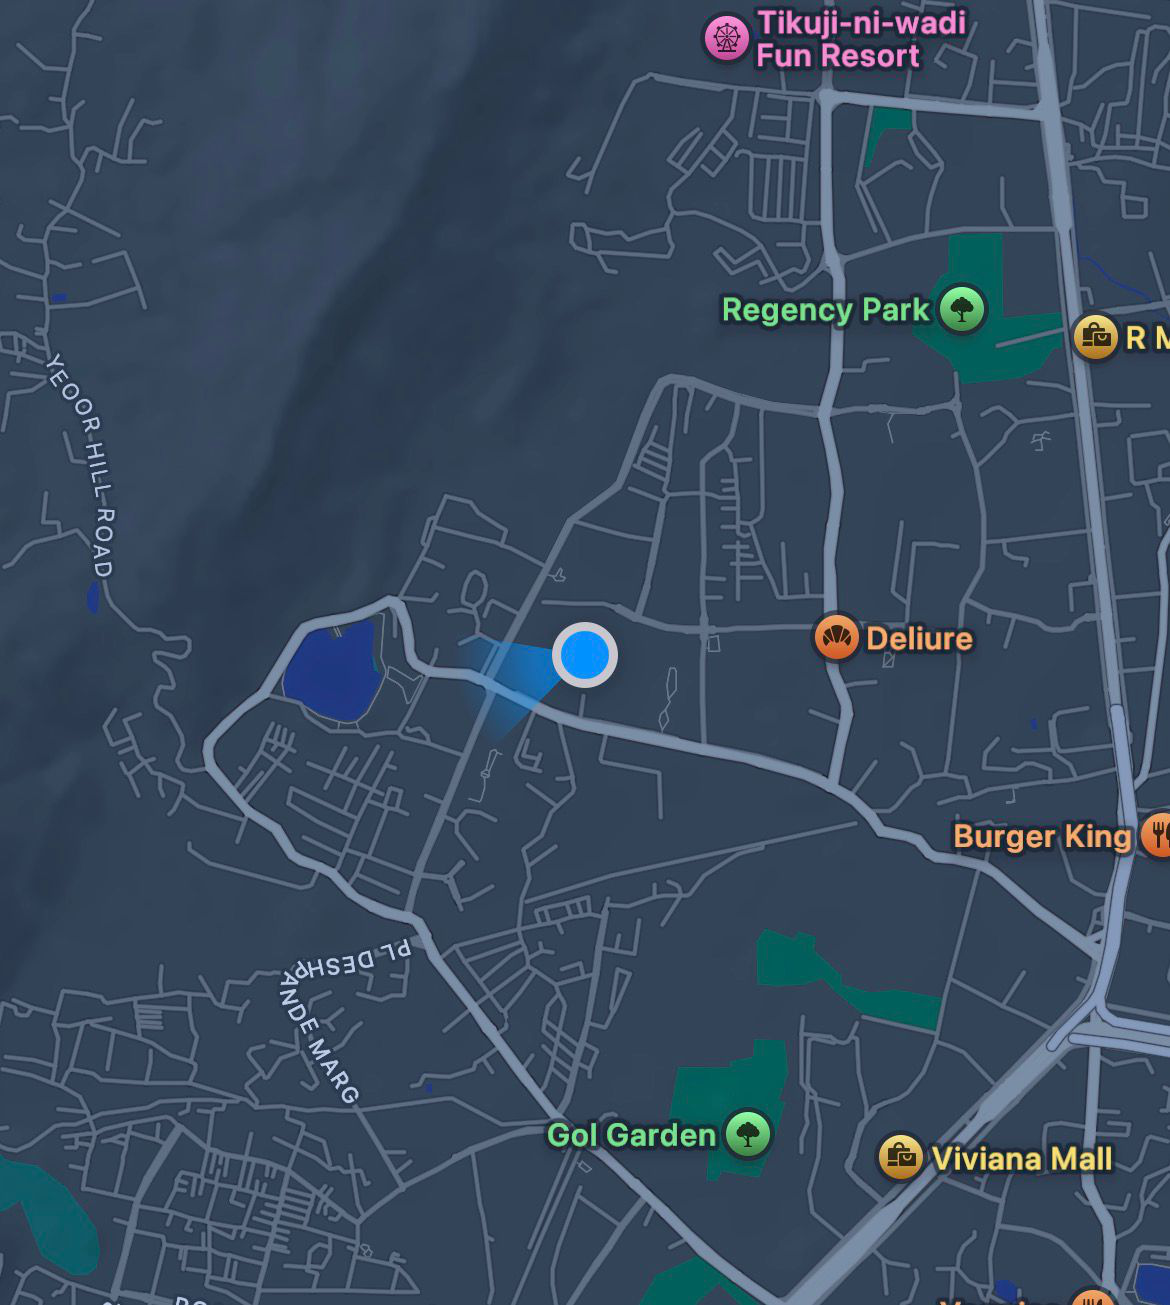 Tikuji-ni-wadi
Fun Resort
Regency Park
R M
YEOOR HILL ROAD
Deliure
Burger King
PL DESHPANDE MARG
Gol Garden
Viviana Mall